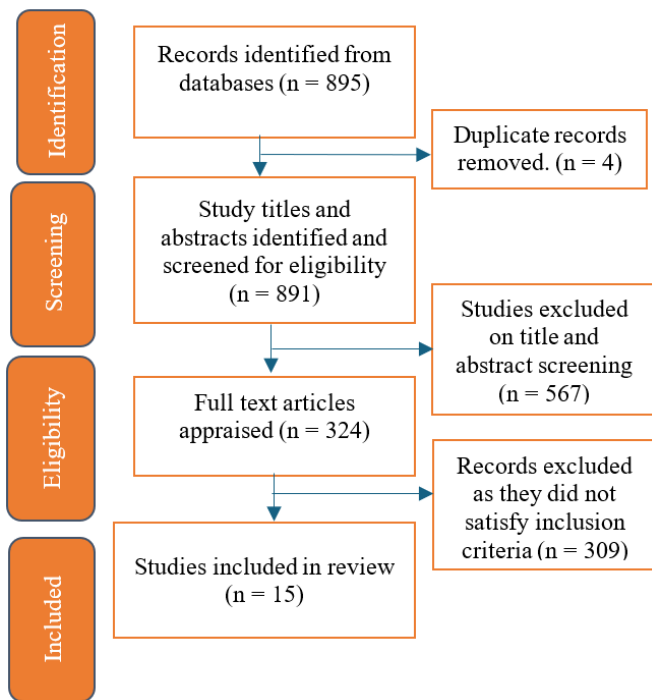 Identification
Records identified from
databases (n = 895)
Duplicate records
removed. (n = 4)
Screening
Study titles and
abstracts identified and
screened for eligibility
(n = 891)
Studies excluded
on title and
abstract screening
(n = 567)
Eligibility
Full text articles
appraised (n = 324)
Records excluded
as they did not
satisfy inclusion
criteria (n = 309)
Included
Studies included in review
(n = 15)